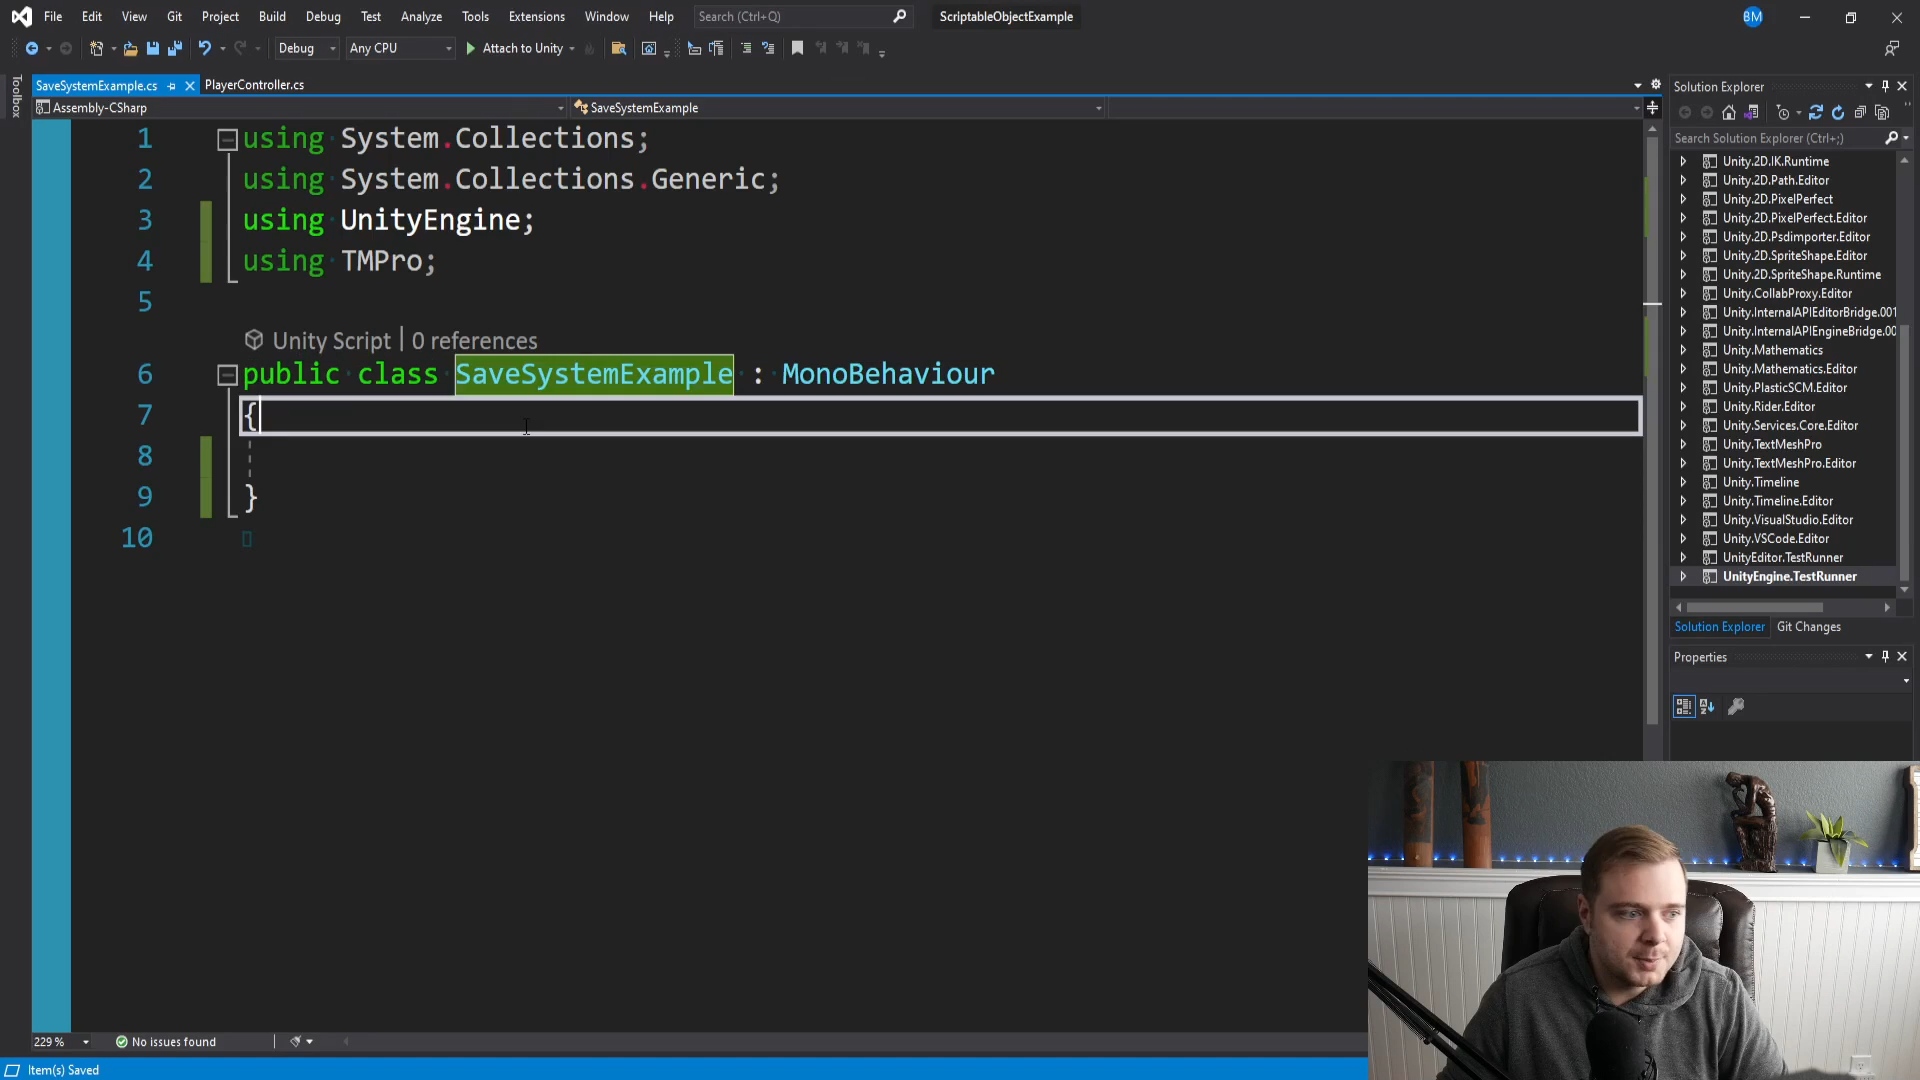 File Edit View Git Project Build Debug Test Analyze Tools Extensions Window Help Search (Ctrl+Q) ScriptableObjectExample BM
Debug Any CPU Attach to Unity
Toolbox
SaveSystemExample.cs PlayerController.cs
Assembly-CSharp SaveSystemExample
1 using System.Collections;
2 using System.Collections.Generic;
3 using UnityEngine;
4 using TMPro;
5
Unity Script | 0 references
6 public class SaveSystemExample : MonoBehaviour
7 {
8
9 }
10
Solution Explorer
Search Solution Explorer (Ctrl+;)
Unity.2D.IK.Runtime
Unity.2D.Path.Editor
Unity.2D.PixelPerfect
Unity.2D.PixelPerfect.Editor
Unity.2D.Psdimporter.Editor
Unity.2D.SpriteShape.Editor
Unity.2D.SpriteShape.Runtime
Unity.CollabProxy.Editor
Unity.InternalAPIEditorBridge.001
Unity.InternalAPIEngineBridge.00
Unity.Mathematics
Unity.Mathematics.Editor
Unity.PlasticSCM.Editor
Unity.Rider.Editor
Unity.Services.Core.Editor
Unity.TextMeshPro
Unity.TextMeshPro.Editor
Unity.Timeline
Unity.Timeline.Editor
Unity.VisualStudio.Editor
Unity.VSCode.Editor
UnityEditor.TestRunner
UnityEngine.TestRunner
Solution Explorer Git Changes
Properties
229 % No issues found
Item(s) Saved